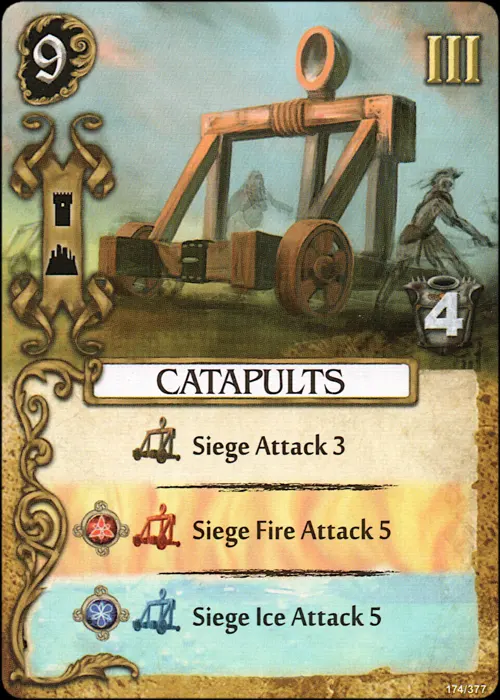 9
III
4
CATAPULTS
Siege Attack 3
Siege Fire Attack 5
Siege Ice Attack 5
174/377